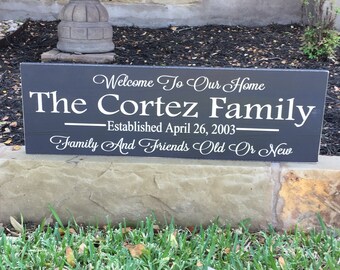 Welcome To Our Home
The Cortez Family
Established April 26, 2003
Family And Friends Old Or New